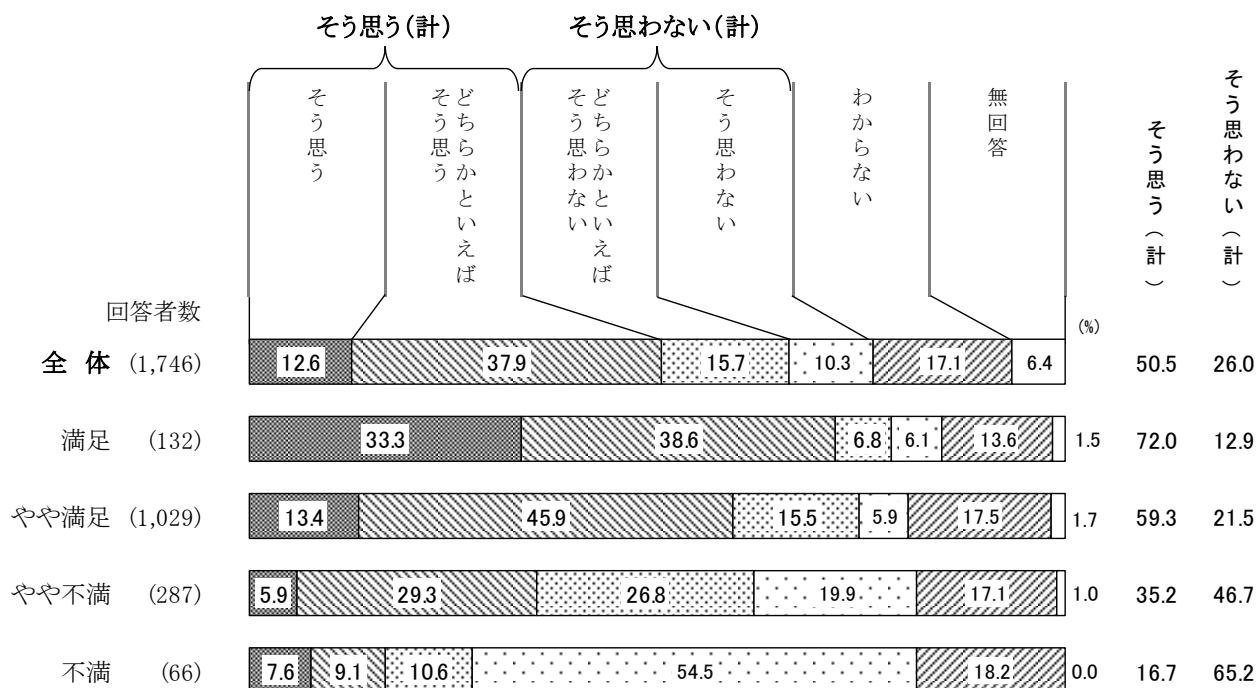 そう思う(計)
そう思わない(計)
そう思う
どちらかといえば
そう思う
どちらかといえば
そう思わない
そう思わない
わからない
無回答
そう思う(計)
そう思わない(計)
回答者数
(%)
全 体 (1,746) 12.6 37.9 15.7 10.3 17.1 6.4 50.5 26.0
満足 (132) 33.3 38.6 6.8 6.1 13.6 1.5 72.0 12.9
やや満足 (1,029) 13.4 45.9 15.5 5.9 17.5 1.7 59.3 21.5
やや不満 (287) 5.9 29.3 26.8 19.9 17.1 1.0 35.2 46.7
不満 (66) 7.6 9.1 10.6 54.5 18.2 0.0 16.7 65.2